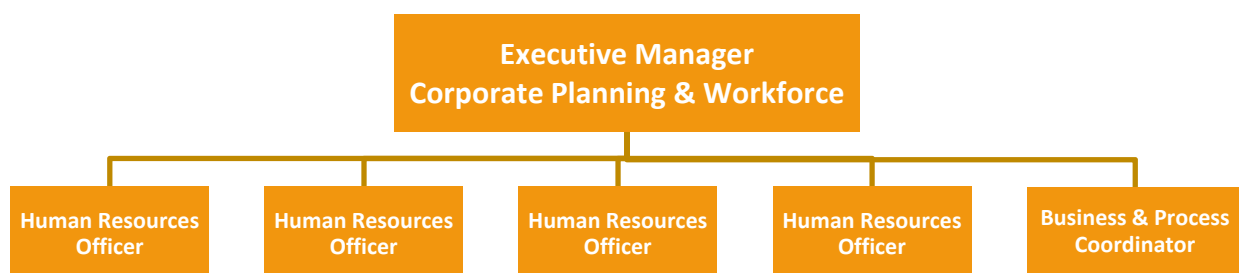 Executive Manager
Corporate Planning & Workforce
Human Resources
Officer
Human Resources
Officer
Human Resources
Officer
Human Resources
Officer
Business & Process
Coordinator